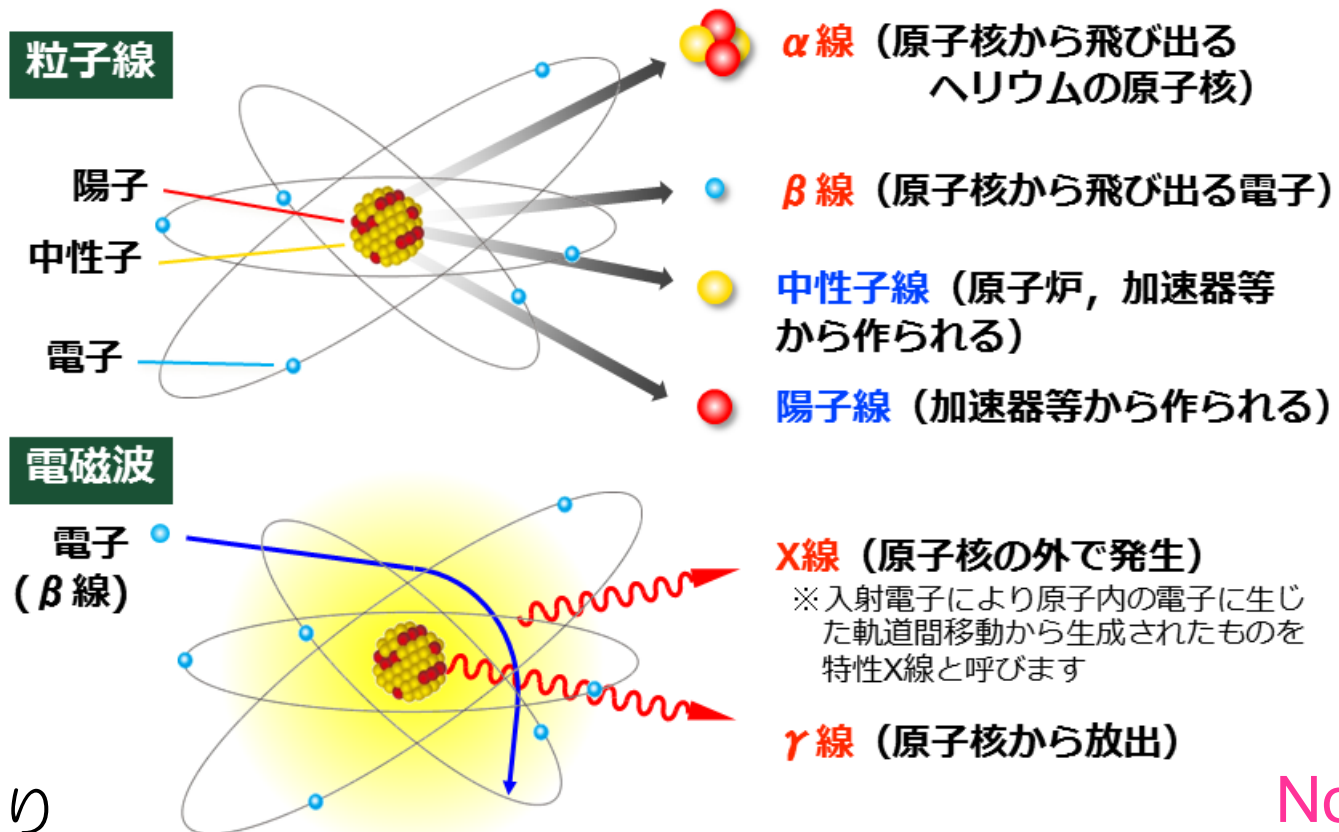 粒子線
α線（原子核から飛び出る
ヘリウムの原子核）
陽子
β線（原子核から飛び出る電子）
中性子
中性子線（原子炉，加速器等
から作られる）
電子
陽子線（加速器等から作られる）
電磁波
電子
(β線)
X線（原子核の外で発生）
※入射電子により原子内の電子に生じ
た軌道間移動から生成されたものを
特性X線と呼びます
γ線（原子核から放出）
り
No